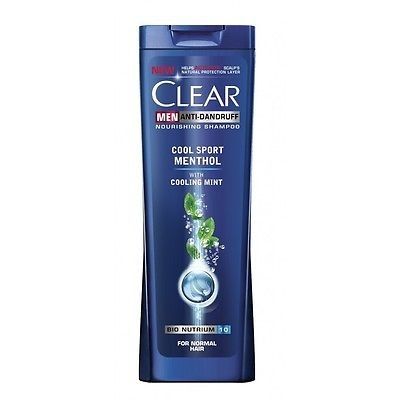 NEW
HELPS ACTIVATE SCALP'S
NATURAL PROTECTION LAYER
CLEAR
MEN ANTI-DANDRUFF
NOURISHING SHAMPOO
COOL SPORT
MENTHOL
WITH
COOLING MINT
BIO NUTRIUM 10
FOR NORMAL
HAIR